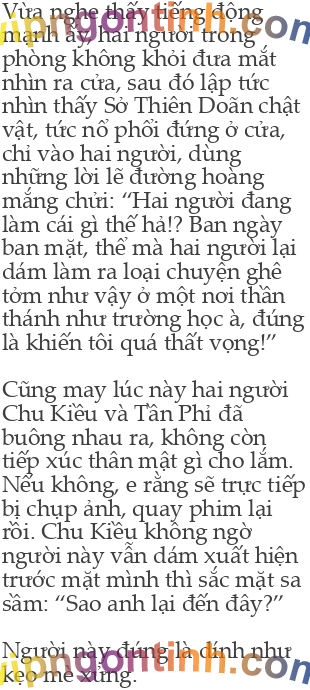 Vừa nghe thấy tiếng động
mạnh ấy, hai người trong
phòng không khỏi đưa mắt
nhìn ra cửa, sau đó lập tức
nhìn thấy Sở Thiên Doãn chật
vật, tức nổ phổi đứng ở cửa,
chỉ vào hai người, dùng
những lời lẽ đường hoàng
mắng chửi: “Hai người đang
làm cái gì thế hả!? Ban ngày
ban mặt, thế mà hai người lại
dám làm ra loại chuyện ghê
tởm như vậy ở một nơi thần
thánh như trường học à, đúng
là khiến tôi quá thất vọng!”
Cũng may lúc này hai người
Chu Kiều và Tần Phỉ đã
buông nhau ra, không còn
tiếp xúc thân mật gì cho lắm.
Nếu không, e rằng sẽ trực tiếp
bị chụp ảnh, quay phim lại
rồi. Chu Kiều không ngờ
người này vẫn dám xuất hiện
trước mặt mình thì sắc mặt sa
sầm: “Sao anh lại đến đây?”
Người này đúng là dính như
kẹo mè xửng.
vipngontinh.com
vipngontinh.com